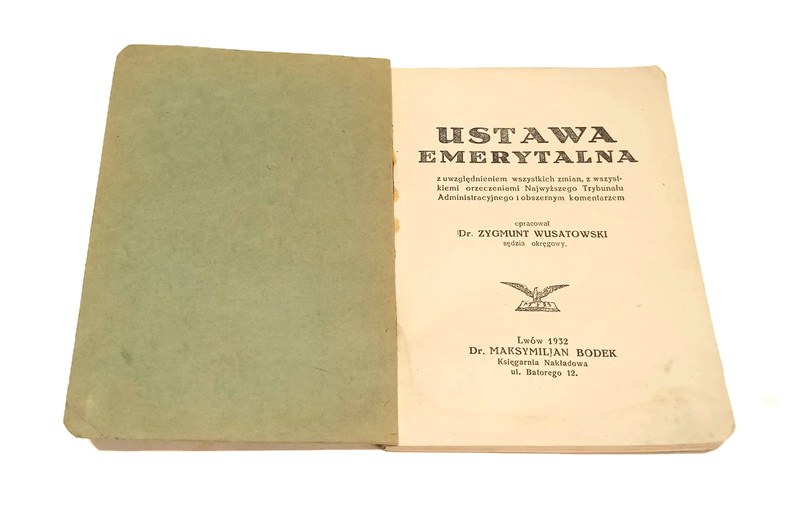 USTAWA
EMERYTALNA
z uwzględnieniem wszystkich zmian, z wszyst-
kiemi orzeczeniami Najwyższego Trybunału
Administracyjnego i obszernym komentarzem
opracował
Dr. ZYGMUNT WUSATOWSKI
sędzia okręgowy.
Lwów 1932
Dr. MAKSYMILJAN BODEK
Księgarnia Nakładowa
ul. Batorego 12.